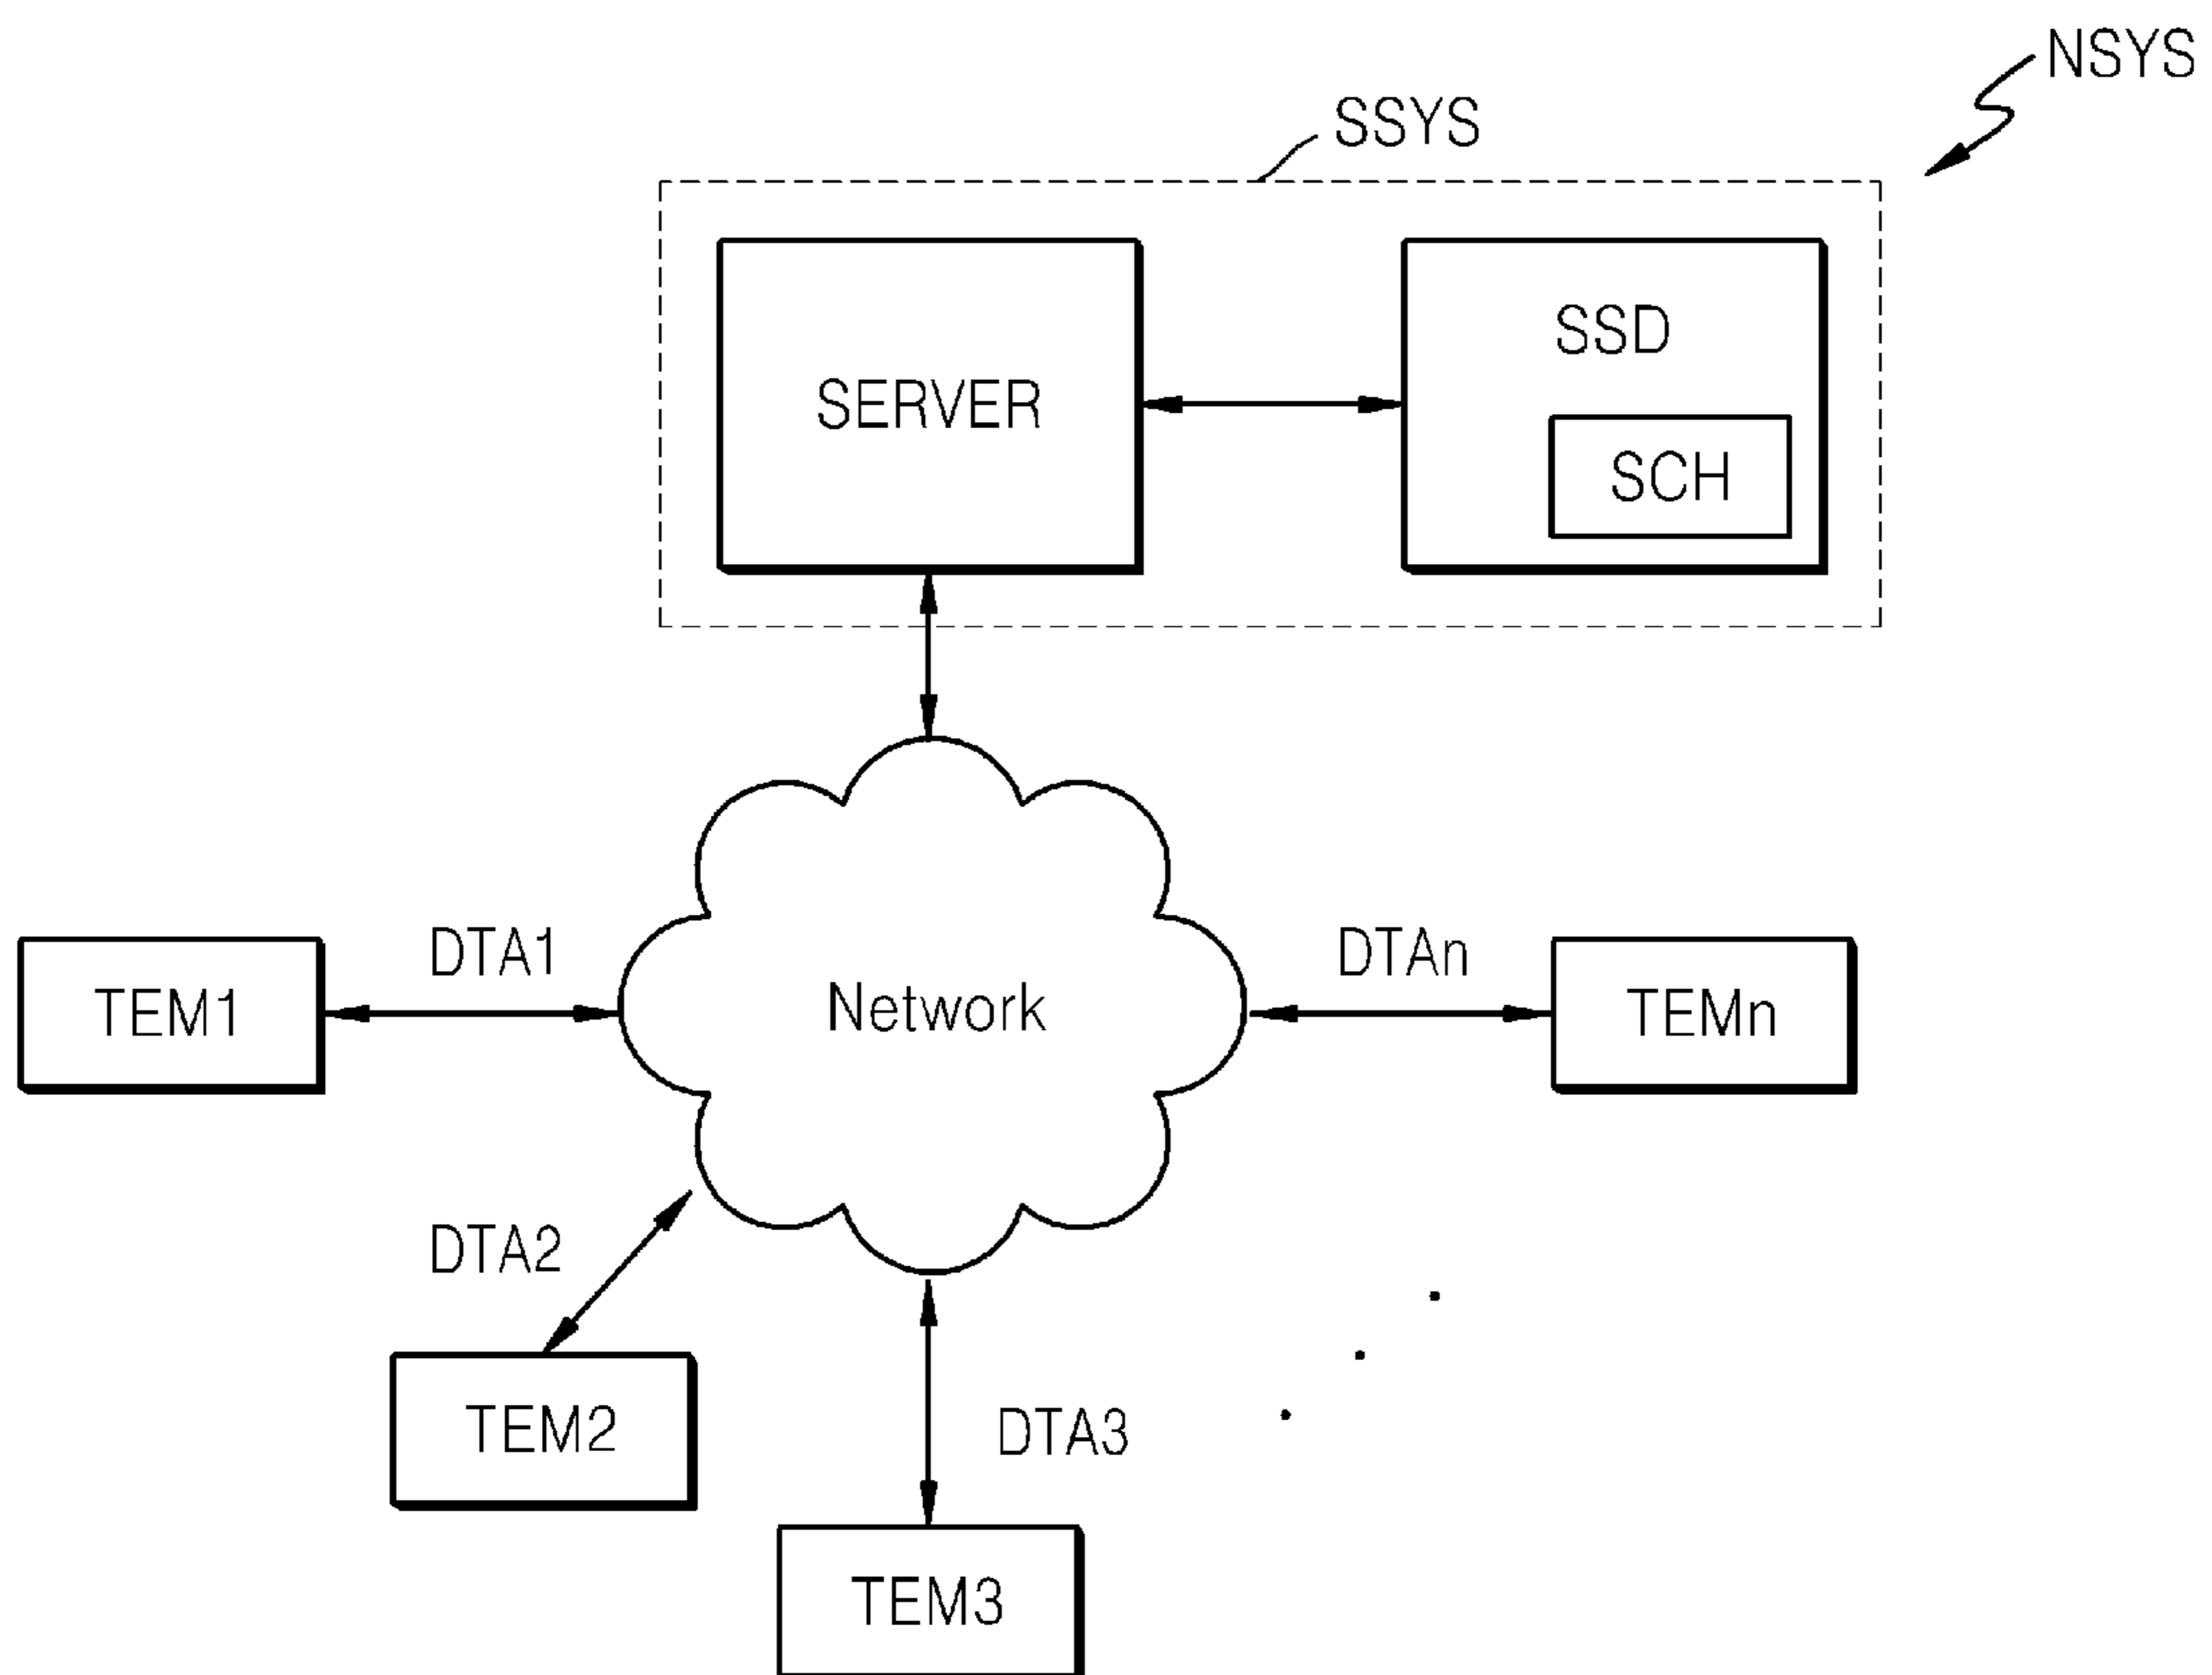 NSYS
SSYS
SSD
SERVER
SCH
DTA1
DTAn
TEM1
Network
TEMn
DTA2
TEM2
DTA3
TEM3